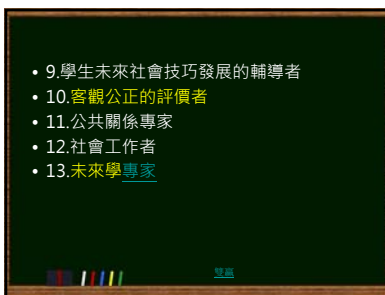 • 9.學生未來社會技巧發展的輔導者
• 10.客觀公正的評價者
• 11.公共關係專家
• 12.社會工作者
• 13.未來學專家
雙贏